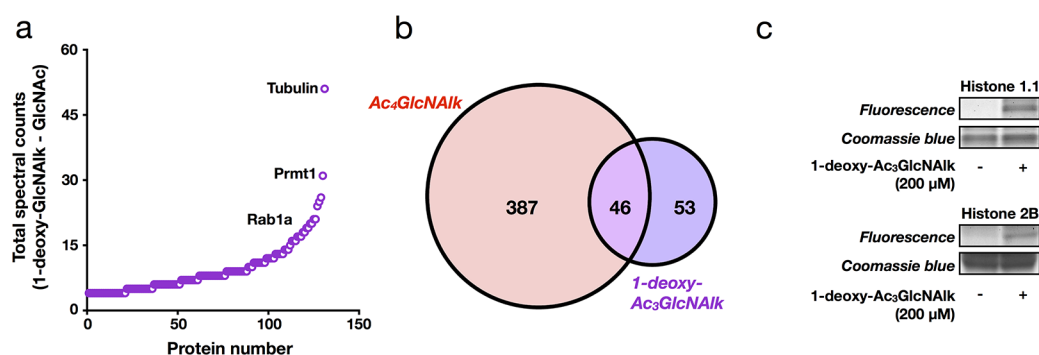 a
Total spectral counts
(1-deoxy-GlcNAlk - GlcNAc)
60
45
30
15
0
Tubulin
Prmt1
Rab1a
0
50
100
150
Protein number
b
Ac₄GlcNAlk
387
46
53
1-deoxy-
Ac₃GlcNAlk
c
Histone 1.1
Fluorescence
Coomassie blue
1-deoxy-Ac₃GlcNAlk - +
(200 µM)
Histone 2B
Fluorescence
Coomassie blue
1-deoxy-Ac₃GlcNAlk - +
(200 µM)